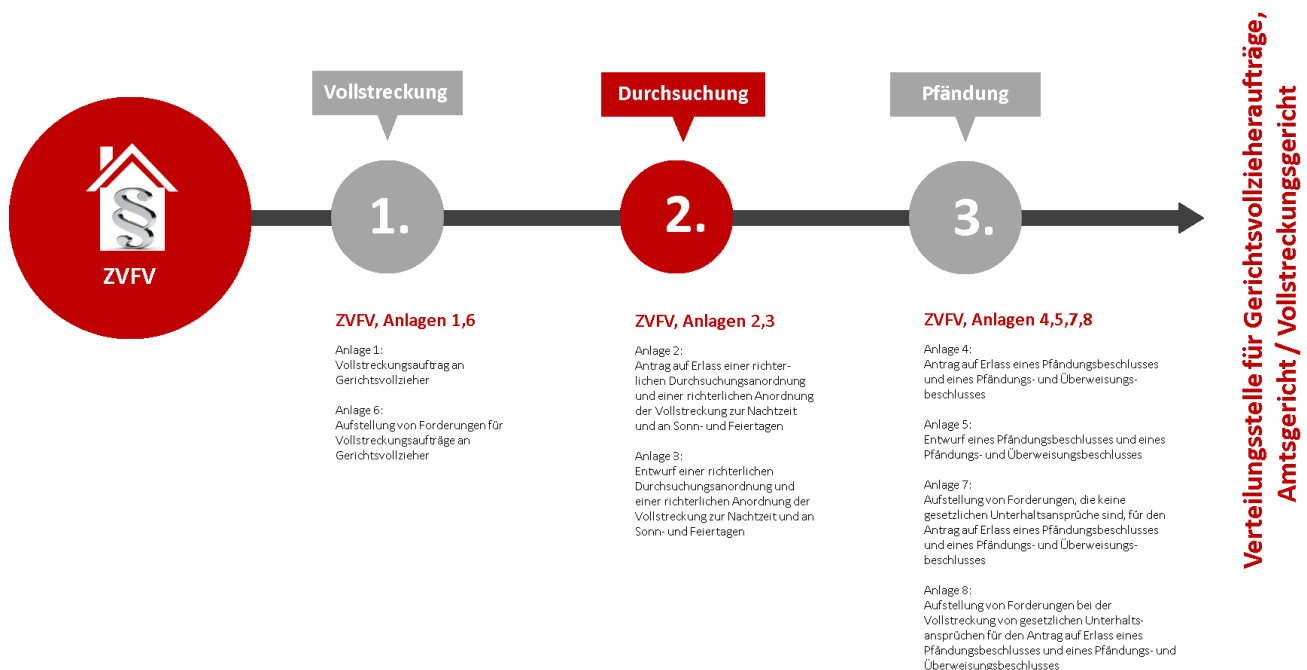 Vollstreckung
Durchsuchung
Pfändung
§
ZVFV
1.
2.
3.
ZVFV, Anlagen 1,6
Anlage 1:
Vollstreckungsauftrag an
Gerichtsvollzieher
Anlage 6:
Aufstellung von Forderungen für
Vollstreckungsaufträge an
Gerichtsvollzieher
ZVFV, Anlagen 2,3
Anlage 2:
Antrag auf Erlass einer richter-
lichen Durchsuchungsanordnung
und einer richterlichen Anordnung
der Vollstreckung zur Nachtzeit
und an Sonn- und Feiertagen
Anlage 3:
Entwurf einer richterlichen
Durchsuchungsanordnung und
einer richterlichen Anordnung der
Vollstreckung zur Nachtzeit und an
Sonn- und Feiertagen
ZVFV, Anlagen 4,5,7,8
Anlage 4:
Antrag auf Erlass eines Pfändungsbeschlusses
und eines Pfändungs- und Überweisungs-
beschlusses
Anlage 5:
Entwurf eines Pfändungsbeschlusses und eines
Pfändungs- und Überweisungsbeschlusses
Anlage 7:
Aufstellung von Forderungen, die keine
gesetzlichen Unterhaltsansprüche sind, für den
Antrag auf Erlass eines Pfändungsbeschlusses
und eines Pfändungs- und Überweisungs-
beschlusses
Anlage 8:
Aufstellung von Forderungen bei der
Vollstreckung von gesetzlichen Unterhalts-
ansprüchen für den Antrag auf Erlass eines
Pfändungsbeschlusses und eines Pfändungs- und
Überweisungsbeschlusses
Verteilungsstelle für Gerichtsvollzieheraufträge,
Amtsgericht / Vollstreckungsgericht